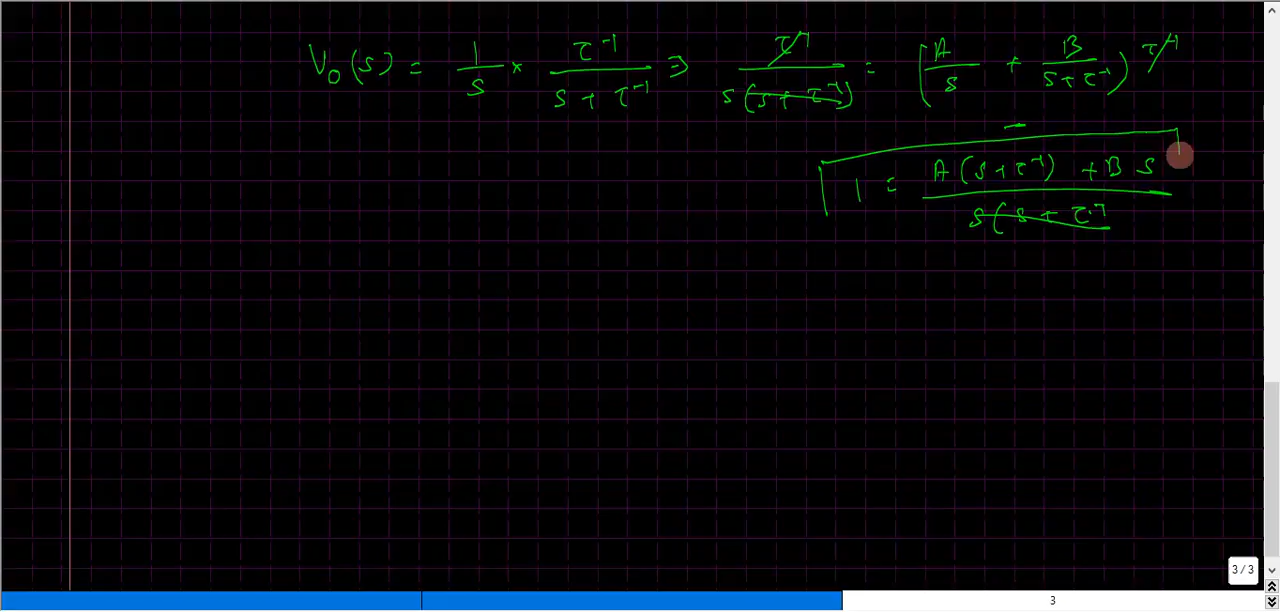 V₀(s) = 1/s × τ⁻¹/(s + τ⁻¹) ⇒ τ⁻¹/(s(s + τ⁻¹)) = (A/s + B/(s+τ⁻¹)) τ⁻¹
1 = (A(s+τ⁻¹) + B s)/(s(s + τ⁻¹
3 / 3
3